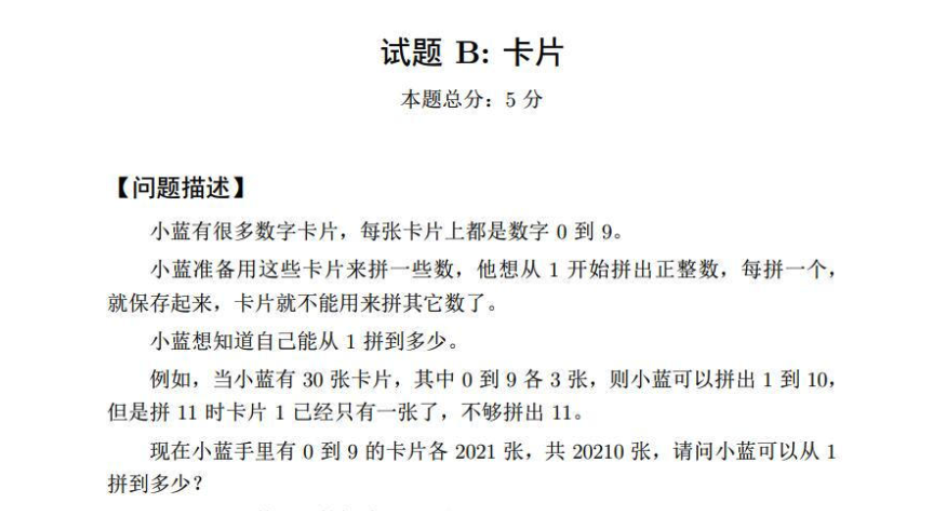 试题 B: 卡片
本题总分：5 分
【问题描述】
小蓝有很多数字卡片，每张卡片上都是数字 0 到 9。
小蓝准备用这些卡片来拼一些数，他想从 1 开始拼出正整数，每拼一个，
就保存起来，卡片就不能用来拼其它数了。
小蓝想知道自己能从 1 拼到多少。
例如，当小蓝有 30 张卡片，其中 0 到 9 各 3 张，则小蓝可以拼出 1 到 10，
但是拼 11 时卡片 1 已经只有一张了，不够拼出 11。
现在小蓝手里有 0 到 9 的卡片各 2021 张，共 20210 张，请问小蓝可以从 1
拼到多少？